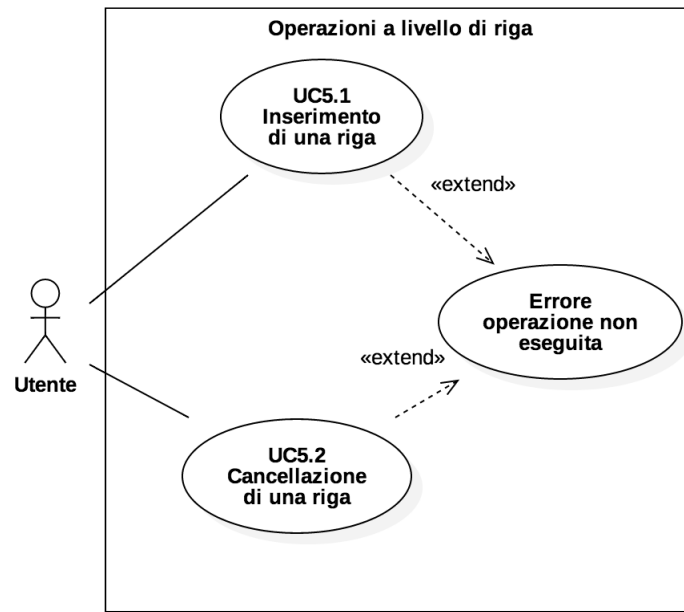 Operazioni a livello di riga
UC5.1
Inserimento
di una riga
«extend»
Errore
operazione non
eseguita
«extend»
Utente
UC5.2
Cancellazione
di una riga